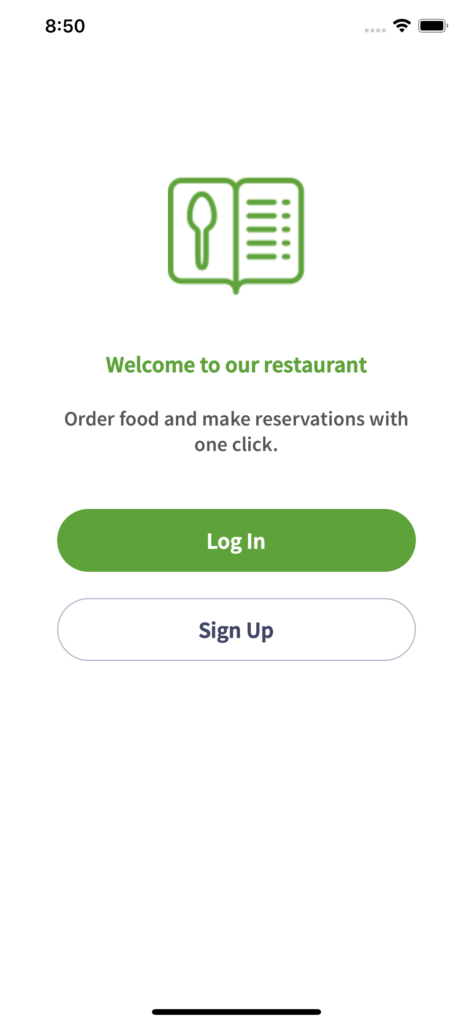 8:50
Welcome to our restaurant
Order food and make reservations with
one click.
Log In
Sign Up